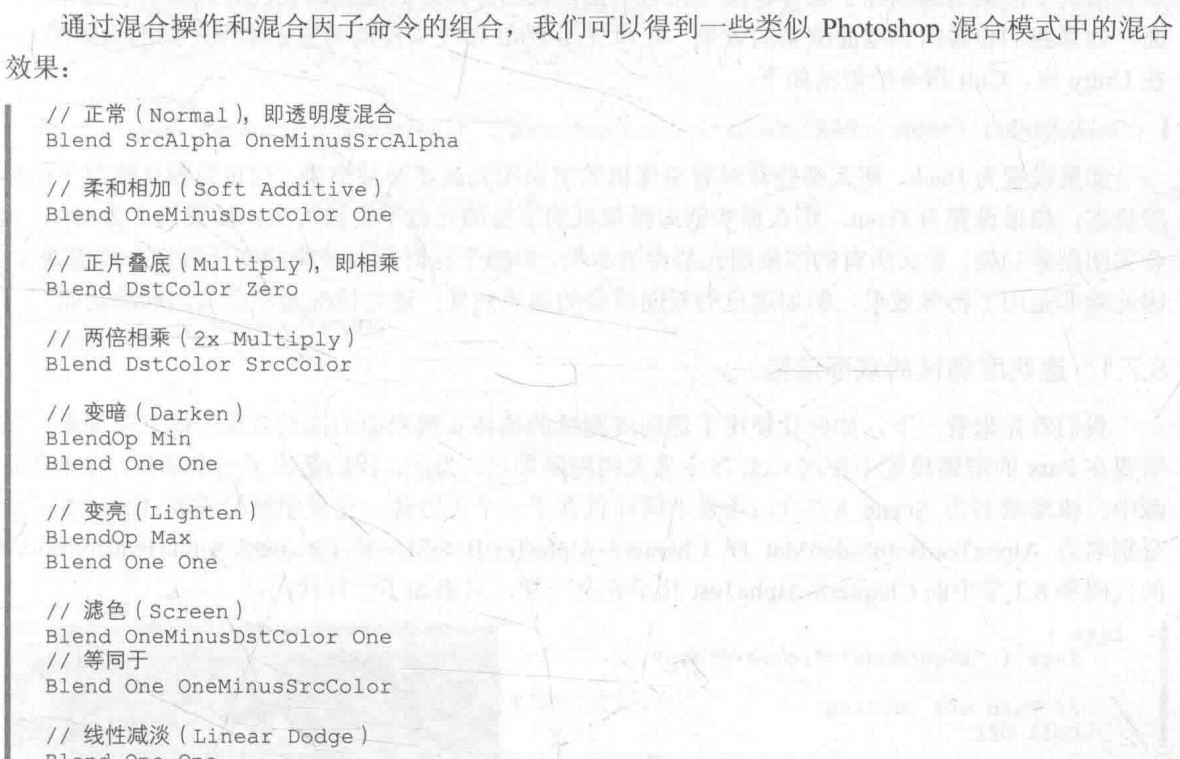 通过混合操作和混合因子命令的组合，我们可以得到一些类似 Photoshop 混合模式中的混合
效果：
// 正常（Normal），即透明度混合
Blend SrcAlpha OneMinusSrcAlpha
// 柔和相加（Soft Additive）
Blend OneMinusDstColor One
// 正片叠底（Multiply），即相乘
Blend DstColor Zero
// 两倍相乘（2x Multiply）
Blend DstColor SrcColor
// 变暗（Darken）
BlendOp Min
Blend One One
// 变亮（Lighten）
BlendOp Max
Blend One One
// 滤色（Screen）
Blend OneMinusDstColor One
// 等同于
Blend One OneMinusSrcColor
// 线性减淡（Linear Dodge）
Blend One One